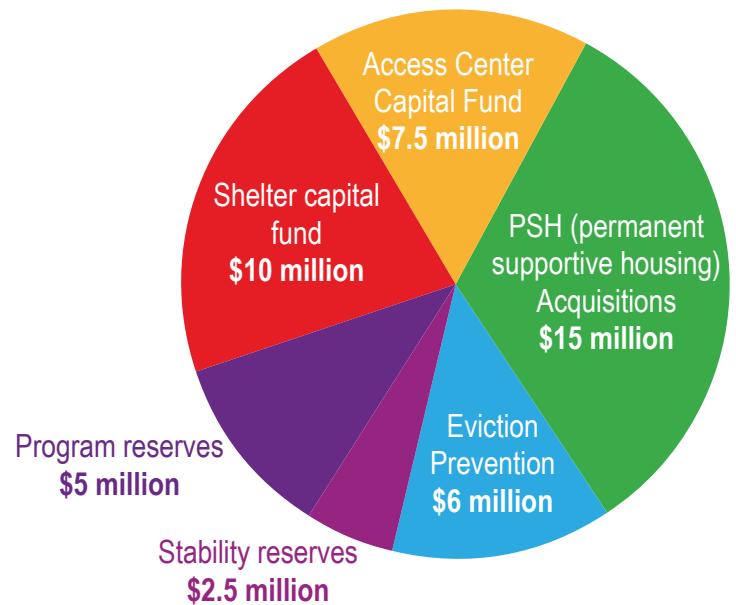 Access Center
Capital Fund
$7.5 million
Shelter capital
fund
$10 million
PSH (permanent
supportive housing)
Acquisitions
$15 million
Eviction
Prevention
$6 million
Program reserves
$5 million
Stability reserves
$2.5 million